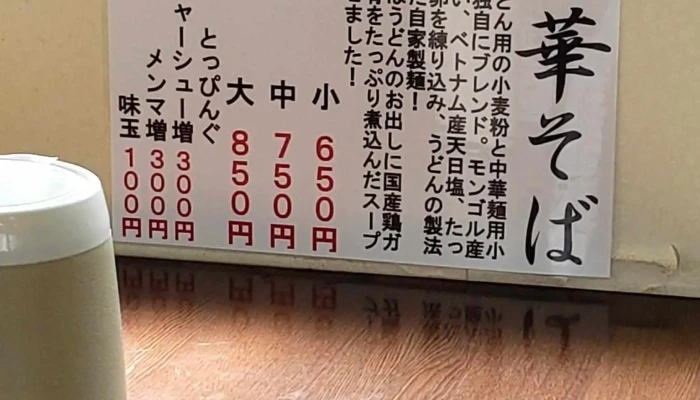 華そば
どん用の小麦粉と中華麺用小
独自にブレンド。モンゴル産
い、ベトナム産天日塩、たっ
卵を練り込み、うどんの製法
た自家製麺!
はうどんのお出しに国産鶏ガ
をたっぷり煮込んだスープ
きました!
小 650円
中 750円
大 850円
とっぴんぐ
ャーシュー増 300円
メンマ増 300円
味玉 100円